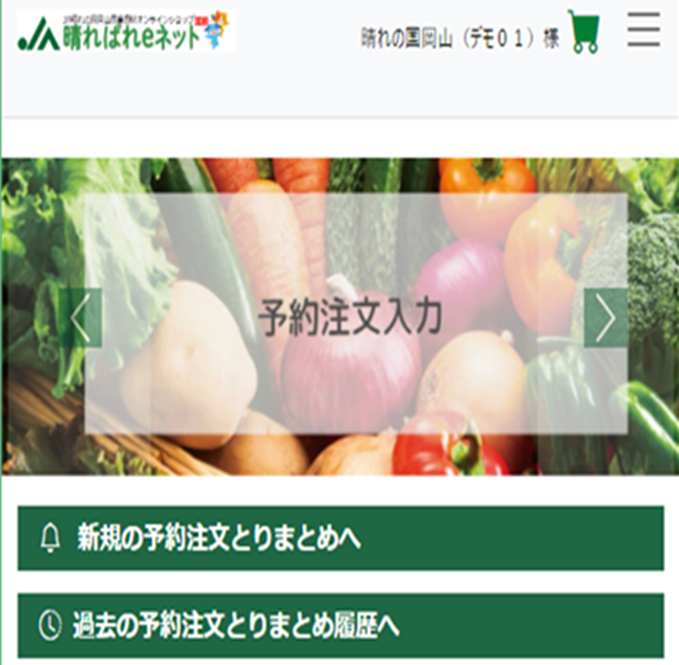 JA 晴ればれeネット
晴れの国岡山（デモ０１）様
予約注文入力
新規の予約注文とりまとめへ
過去の予約注文とりまとめ履歴へ